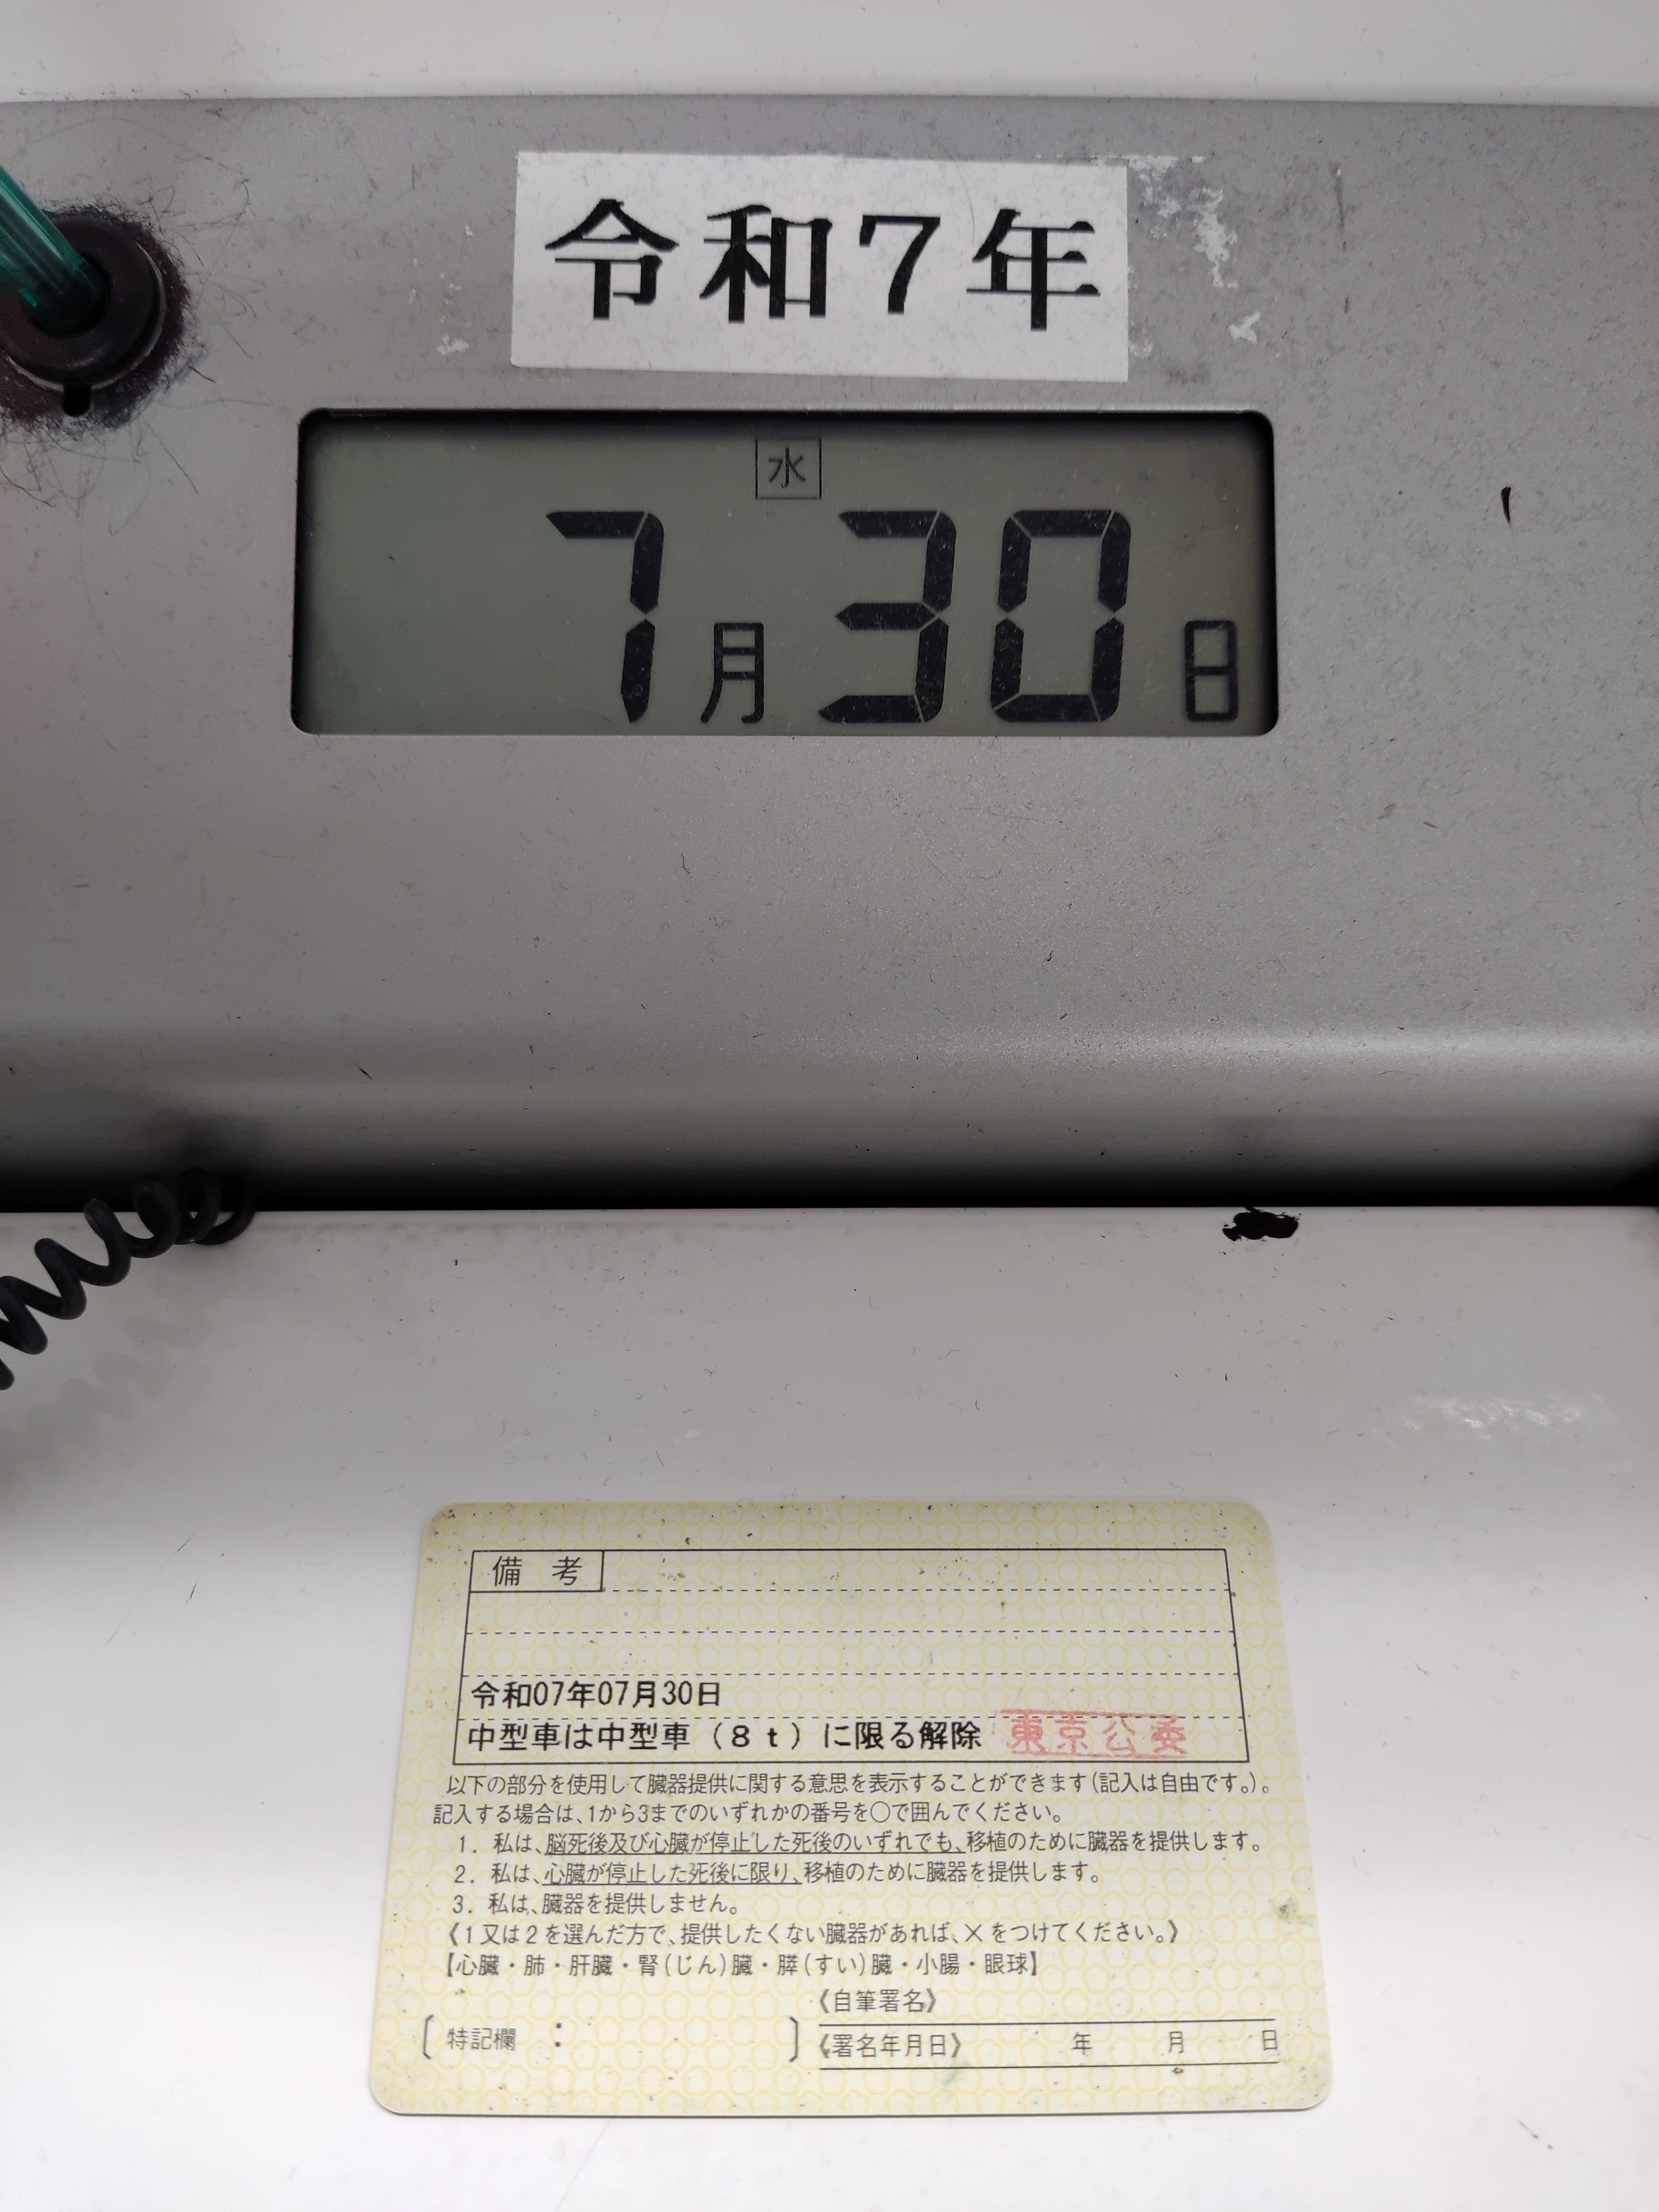 令和7年
水
7月30日
備考
令和07年07月30日
中型車は中型車（8t）に限る解除 東京公委
以下の部分を使用して臓器提供に関する意思を表示することができます(記入は自由です。)。
記入する場合は、1から3までのいずれかの番号を○で囲んでください。
1. 私は、脳死後及び心臓が停止した死後のいずれでも、移植のために臓器を提供します。
2. 私は、心臓が停止した死後に限り、移植のために臓器を提供します。
3. 私は、臓器を提供しません。
《1又は2を選んだ方で、提供したくない臓器があれば、×をつけてください。》
【心臓・肺・肝臓・腎(じん)臓・膵(すい)臓・小腸・眼球】
《自筆署名》
〔特記欄：〕
《署名年月日》 年 月 日